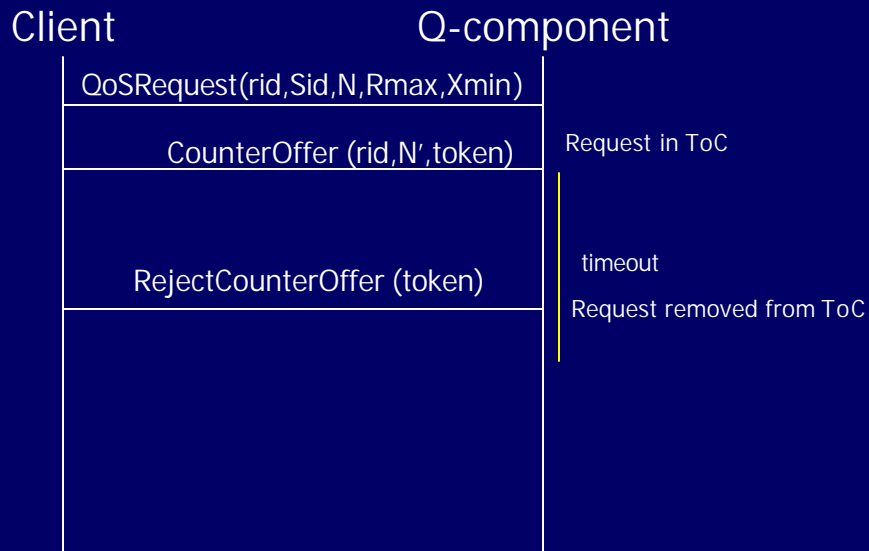 Client
Q-component
QoSRequest(rid,Sid,N,Rmax,Xmin)
CounterOffer (rid,N′,token)
Request in ToC
timeout
RejectCounterOffer (token)
Request removed from ToC